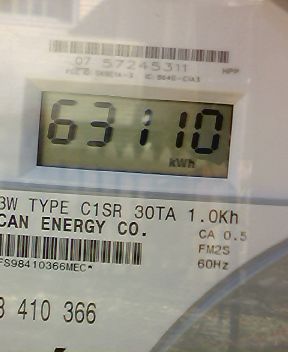 07 57245311
HPP
63110
kWh
3W TYPE C1SR 30TA 1.0Kh
CAN ENERGY CO.
CA 0.5
FM2S
60Hz
FS98410366MEC*
3 410 366